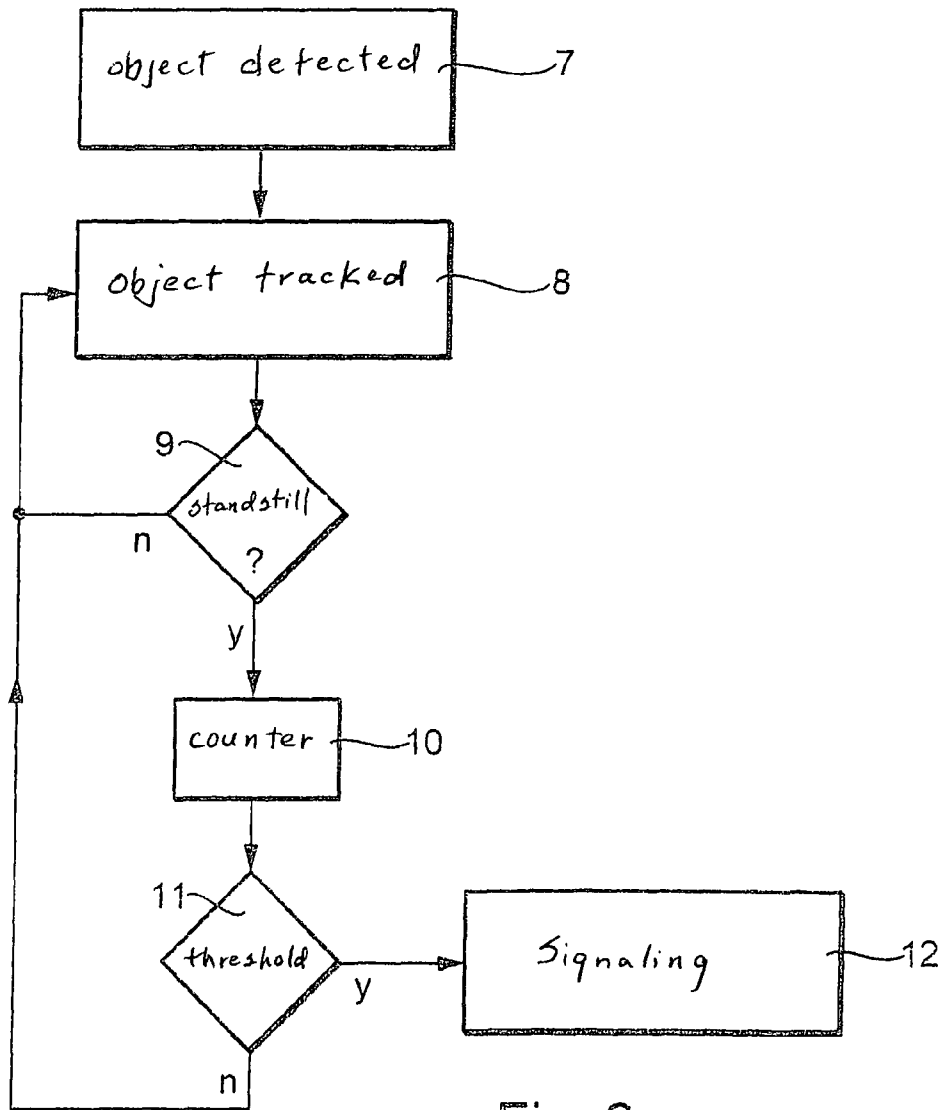 object detected
7
object tracked
8
9
standstill
?
n
y
counter
10
11
threshold
y
Signaling
12
n